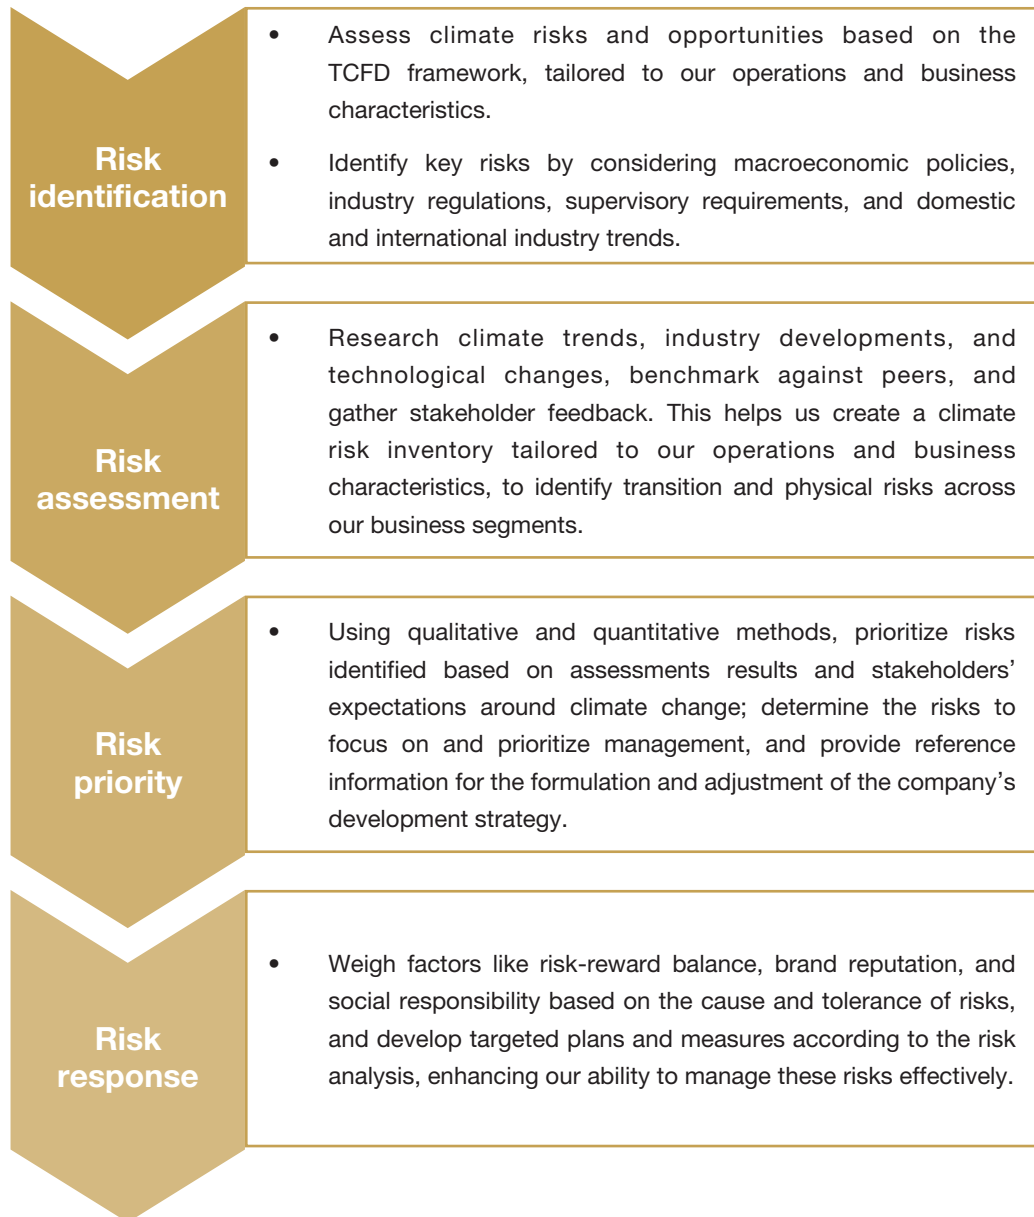 Risk
identification
• Assess climate risks and opportunities based on the
TCFD framework, tailored to our operations and business
characteristics.
• Identify key risks by considering macroeconomic policies,
industry regulations, supervisory requirements, and domestic
and international industry trends.
Risk
assessment
• Research climate trends, industry developments, and
technological changes, benchmark against peers, and
gather stakeholder feedback. This helps us create a climate
risk inventory tailored to our operations and business
characteristics, to identify transition and physical risks across
our business segments.
Risk
priority
• Using qualitative and quantitative methods, prioritize risks
identified based on assessments results and stakeholders’
expectations around climate change; determine the risks to
focus on and prioritize management, and provide reference
information for the formulation and adjustment of the company’s
development strategy.
Risk
response
• Weigh factors like risk-reward balance, brand reputation, and
social responsibility based on the cause and tolerance of risks,
and develop targeted plans and measures according to the risk
analysis, enhancing our ability to manage these risks effectively.